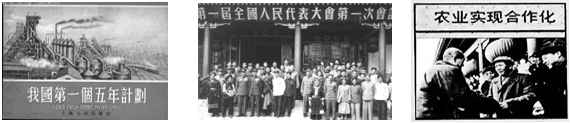 我國第一個五年計劃
第一屆全國人民代表大會第一次會議
农业实现合作化